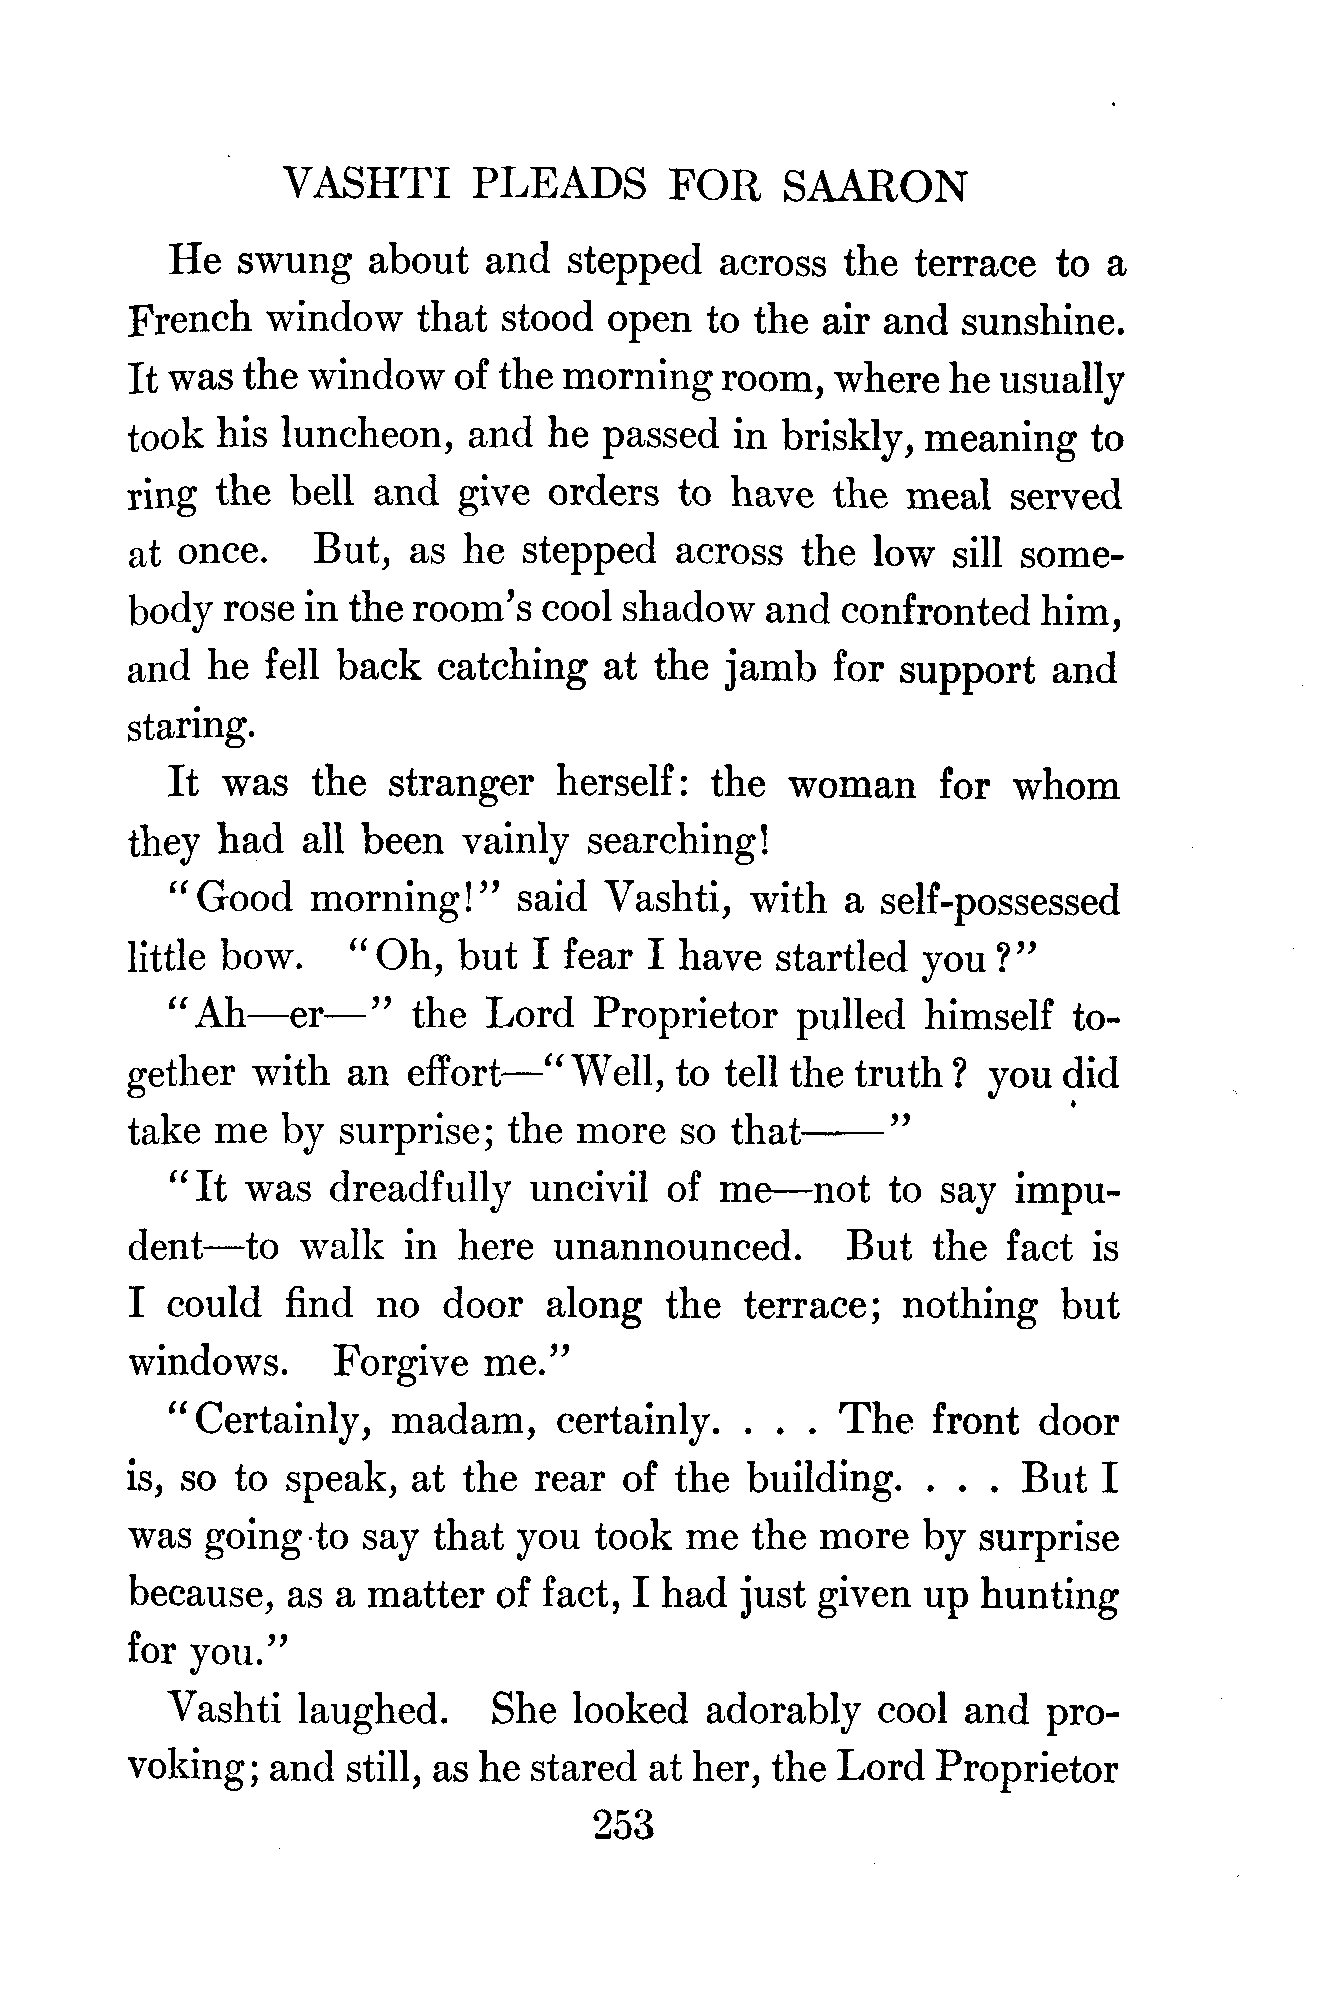 VASHTI PLEADS FOR SAARON
He swung about and stepped across the terrace to a
French window that stood open to the air and sunshine.
It was the window of the morning room, where he usually
took his luncheon, and he passed in briskly, meaning to
ring the bell and give orders to have the meal served
at once. But, as he stepped across the low sill some-
body rose in the room's cool shadow and confronted him,
and he fell back catching at the jamb for support and
staring.
It was the stranger herself: the woman for whom
they had all been vainly searching!
"Good morning!" said Vashti, with a self-possessed
little bow. "Oh, but I fear I have startled you?"
"Ah—er—" the Lord Proprietor pulled himself to-
gether with an effort—"Well, to tell the truth? you did
take me by surprise; the more so that——"
"It was dreadfully uncivil of me—not to say impu-
dent—to walk in here unannounced. But the fact is
I could find no door along the terrace; nothing but
windows. Forgive me."
"Certainly, madam, certainly. . . . The front door
is, so to speak, at the rear of the building. . . . But I
was going to say that you took me the more by surprise
because, as a matter of fact, I had just given up hunting
for you."
Vashti laughed. She looked adorably cool and pro-
voking; and still, as he stared at her, the Lord Proprietor
253